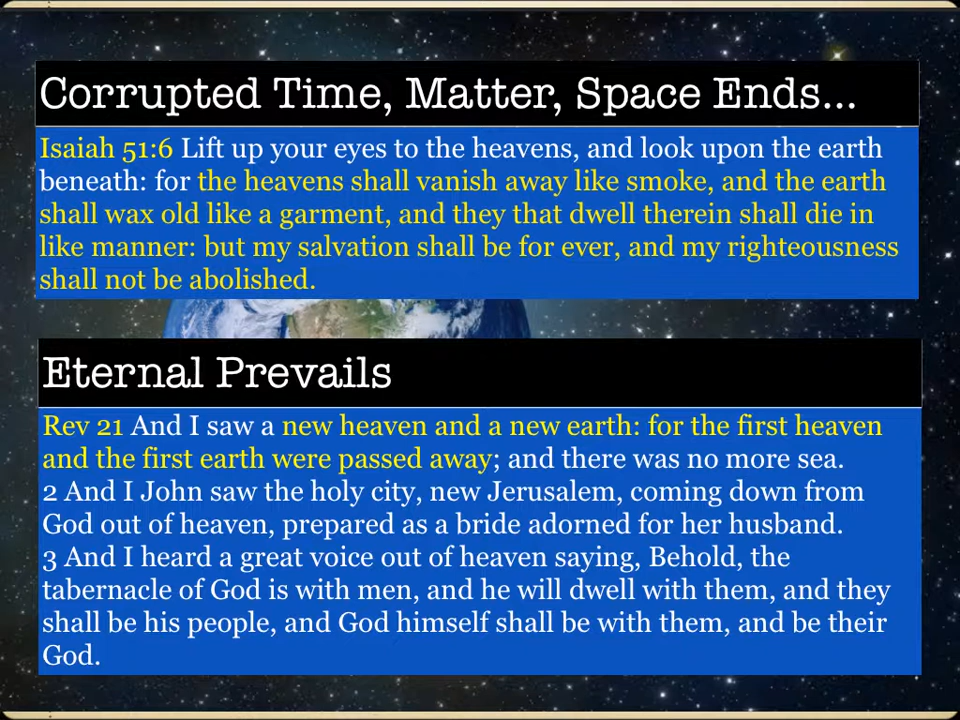 Corrupted Time, Matter, Space Ends...
Isaiah 51:6 Lift up your eyes to the heavens, and look upon the earth
beneath: for the heavens shall vanish away like smoke, and the earth
shall wax old like a garment, and they that dwell therein shall die in
like manner: but my salvation shall be for ever, and my righteousness
shall not be abolished.
Eternal Prevails
Rev 21 And I saw a new heaven and a new earth: for the first heaven
and the first earth were passed away; and there was no more sea.
2 And I John saw the holy city, new Jerusalem, coming down from
God out of heaven, prepared as a bride adorned for her husband.
3 And I heard a great voice out of heaven saying, Behold, the
tabernacle of God is with men, and he will dwell with them, and they
shall be his people, and God himself shall be with them, and be their
God.